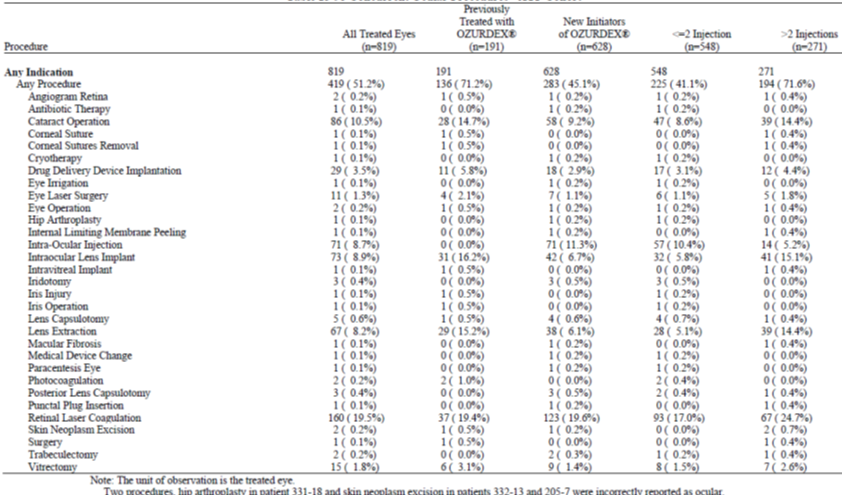 Previously
Treated with New Initiators
All Treated Eyes OZURDEX® of OZURDEX® <=2 Injection >2 Injections
Procedure (n=819) (n=191) (n=628) (n=548) (n=271)
Any Indication 819 191 628 548 271
Any Procedure 419 (51.2%) 136 (71.2%) 283 (45.1%) 225 (41.1%) 194 (71.6%)
Angiogram Retina 2 ( 0.2%) 1 ( 0.5%) 1 ( 0.2%) 1 ( 0.2%) 1 ( 0.4%)
Antibiotic Therapy 1 ( 0.1%) 0 ( 0.0%) 1 ( 0.2%) 1 ( 0.2%) 0 ( 0.0%)
Cataract Operation 86 (10.5%) 28 (14.7%) 58 ( 9.2%) 47 ( 8.6%) 39 (14.4%)
Corneal Suture 1 ( 0.1%) 1 ( 0.5%) 0 ( 0.0%) 0 ( 0.0%) 1 ( 0.4%)
Corneal Sutures Removal 1 ( 0.1%) 1 ( 0.5%) 0 ( 0.0%) 0 ( 0.0%) 1 ( 0.4%)
Cryotherapy 1 ( 0.1%) 0 ( 0.0%) 1 ( 0.2%) 1 ( 0.2%) 0 ( 0.0%)
Drug Delivery Device Implantation 29 ( 3.5%) 11 ( 5.8%) 18 ( 2.9%) 17 ( 3.1%) 12 ( 4.4%)
Eye Irrigation 1 ( 0.1%) 0 ( 0.0%) 1 ( 0.2%) 1 ( 0.2%) 0 ( 0.0%)
Eye Laser Surgery 11 ( 1.3%) 4 ( 2.1%) 7 ( 1.1%) 6 ( 1.1%) 5 ( 1.8%)
Eye Operation 2 ( 0.2%) 1 ( 0.5%) 1 ( 0.2%) 1 ( 0.2%) 1 ( 0.4%)
Hip Arthroplasty 1 ( 0.1%) 0 ( 0.0%) 1 ( 0.2%) 1 ( 0.2%) 0 ( 0.0%)
Internal Limiting Membrane Peeling 1 ( 0.1%) 0 ( 0.0%) 1 ( 0.2%) 0 ( 0.0%) 1 ( 0.4%)
Intra-Ocular Injection 71 ( 8.7%) 0 ( 0.0%) 71 (11.3%) 57 (10.4%) 14 ( 5.2%)
Intraocular Lens Implant 73 ( 8.9%) 31 (16.2%) 42 ( 6.7%) 32 ( 5.8%) 41 (15.1%)
Intravitreal Implant 1 ( 0.1%) 1 ( 0.5%) 0 ( 0.0%) 0 ( 0.0%) 1 ( 0.4%)
Iridotomy 3 ( 0.4%) 0 ( 0.0%) 3 ( 0.5%) 3 ( 0.5%) 0 ( 0.0%)
Iris Injury 1 ( 0.1%) 1 ( 0.5%) 0 ( 0.0%) 1 ( 0.2%) 0 ( 0.0%)
Iris Operation 1 ( 0.1%) 1 ( 0.5%) 0 ( 0.0%) 1 ( 0.2%) 0 ( 0.0%)
Lens Capsulotomy 5 ( 0.6%) 1 ( 0.5%) 4 ( 0.6%) 4 ( 0.7%) 1 ( 0.4%)
Lens Extraction 67 ( 8.2%) 29 (15.2%) 38 ( 6.1%) 28 ( 5.1%) 39 (14.4%)
Macular Fibrosis 1 ( 0.1%) 0 ( 0.0%) 1 ( 0.2%) 0 ( 0.0%) 1 ( 0.4%)
Medical Device Change 1 ( 0.1%) 0 ( 0.0%) 1 ( 0.2%) 1 ( 0.2%) 0 ( 0.0%)
Paracentesis Eye 1 ( 0.1%) 0 ( 0.0%) 1 ( 0.2%) 1 ( 0.2%) 0 ( 0.0%)
Photocoagulation 2 ( 0.2%) 2 ( 1.0%) 0 ( 0.0%) 2 ( 0.4%) 0 ( 0.0%)
Posterior Lens Capsulotomy 3 ( 0.4%) 0 ( 0.0%) 3 ( 0.5%) 2 ( 0.4%) 1 ( 0.4%)
Punctal Plug Insertion 1 ( 0.1%) 0 ( 0.0%) 1 ( 0.2%) 0 ( 0.0%) 1 ( 0.4%)
Retinal Laser Coagulation 160 (19.5%) 37 (19.4%) 123 (19.6%) 93 (17.0%) 67 (24.7%)
Skin Neoplasm Excision 2 ( 0.2%) 1 ( 0.5%) 1 ( 0.2%) 0 ( 0.0%) 2 ( 0.7%)
Surgery 1 ( 0.1%) 1 ( 0.5%) 0 ( 0.0%) 0 ( 0.0%) 1 ( 0.4%)
Trabeculectomy 2 ( 0.2%) 0 ( 0.0%) 2 ( 0.3%) 1 ( 0.2%) 1 ( 0.4%)
Vitrectomy 15 ( 1.8%) 6 ( 3.1%) 9 ( 1.4%) 8 ( 1.5%) 7 ( 2.6%)
Note: The unit of observation is the treated eye.
Two procedures, hip arthroplasty in patient 331-18 and skin neoplasm excision in patients 332-13 and 205-7 were incorrectly reported as ocular.